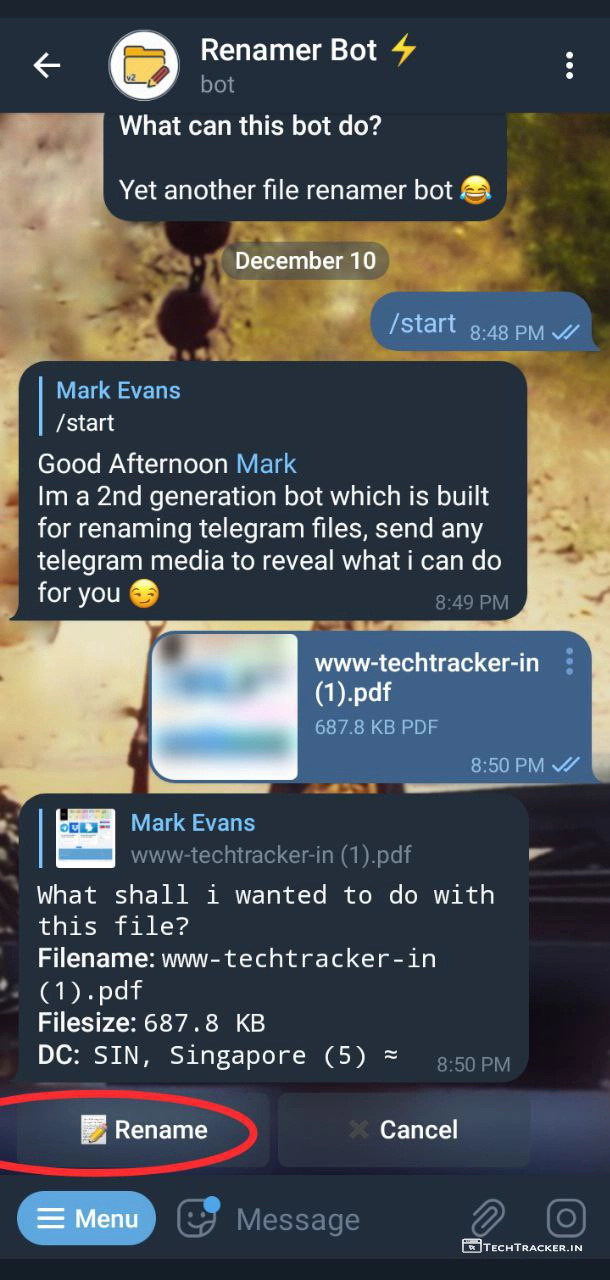 Renamer Bot ⚡
bot
What can this bot do?
Yet another file renamer bot 😂
December 10
/start 8:48 PM
Mark Evans
/start
Good Afternoon Mark
Im a 2nd generation bot which is built
for renaming telegram files, send any
telegram media to reveal what i can do
for you 😏
8:49 PM
www-techtracker-in
(1).pdf
687.8 KB PDF
8:50 PM
Mark Evans
www-techtracker-in (1).pdf
What shall i wanted to do with
this file?
Filename: www-techtracker-in
(1).pdf
Filesize: 687.8 KB
DC: SIN, Singapore (5) ≈
8:50 PM
📝 Rename
✖ Cancel
Menu
Message
TECHTRACKER.IN